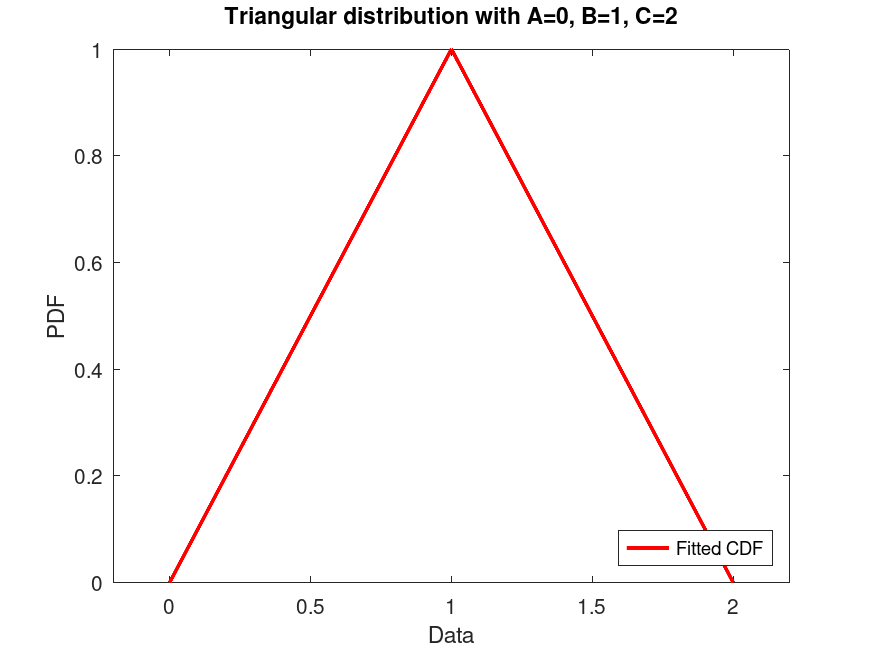 Triangular distribution with A=0, B=1, C=2
1
0.8
0.6
0.4
0.2
0
PDF
Fitted CDF
0 0.5 1 1.5 2
Data